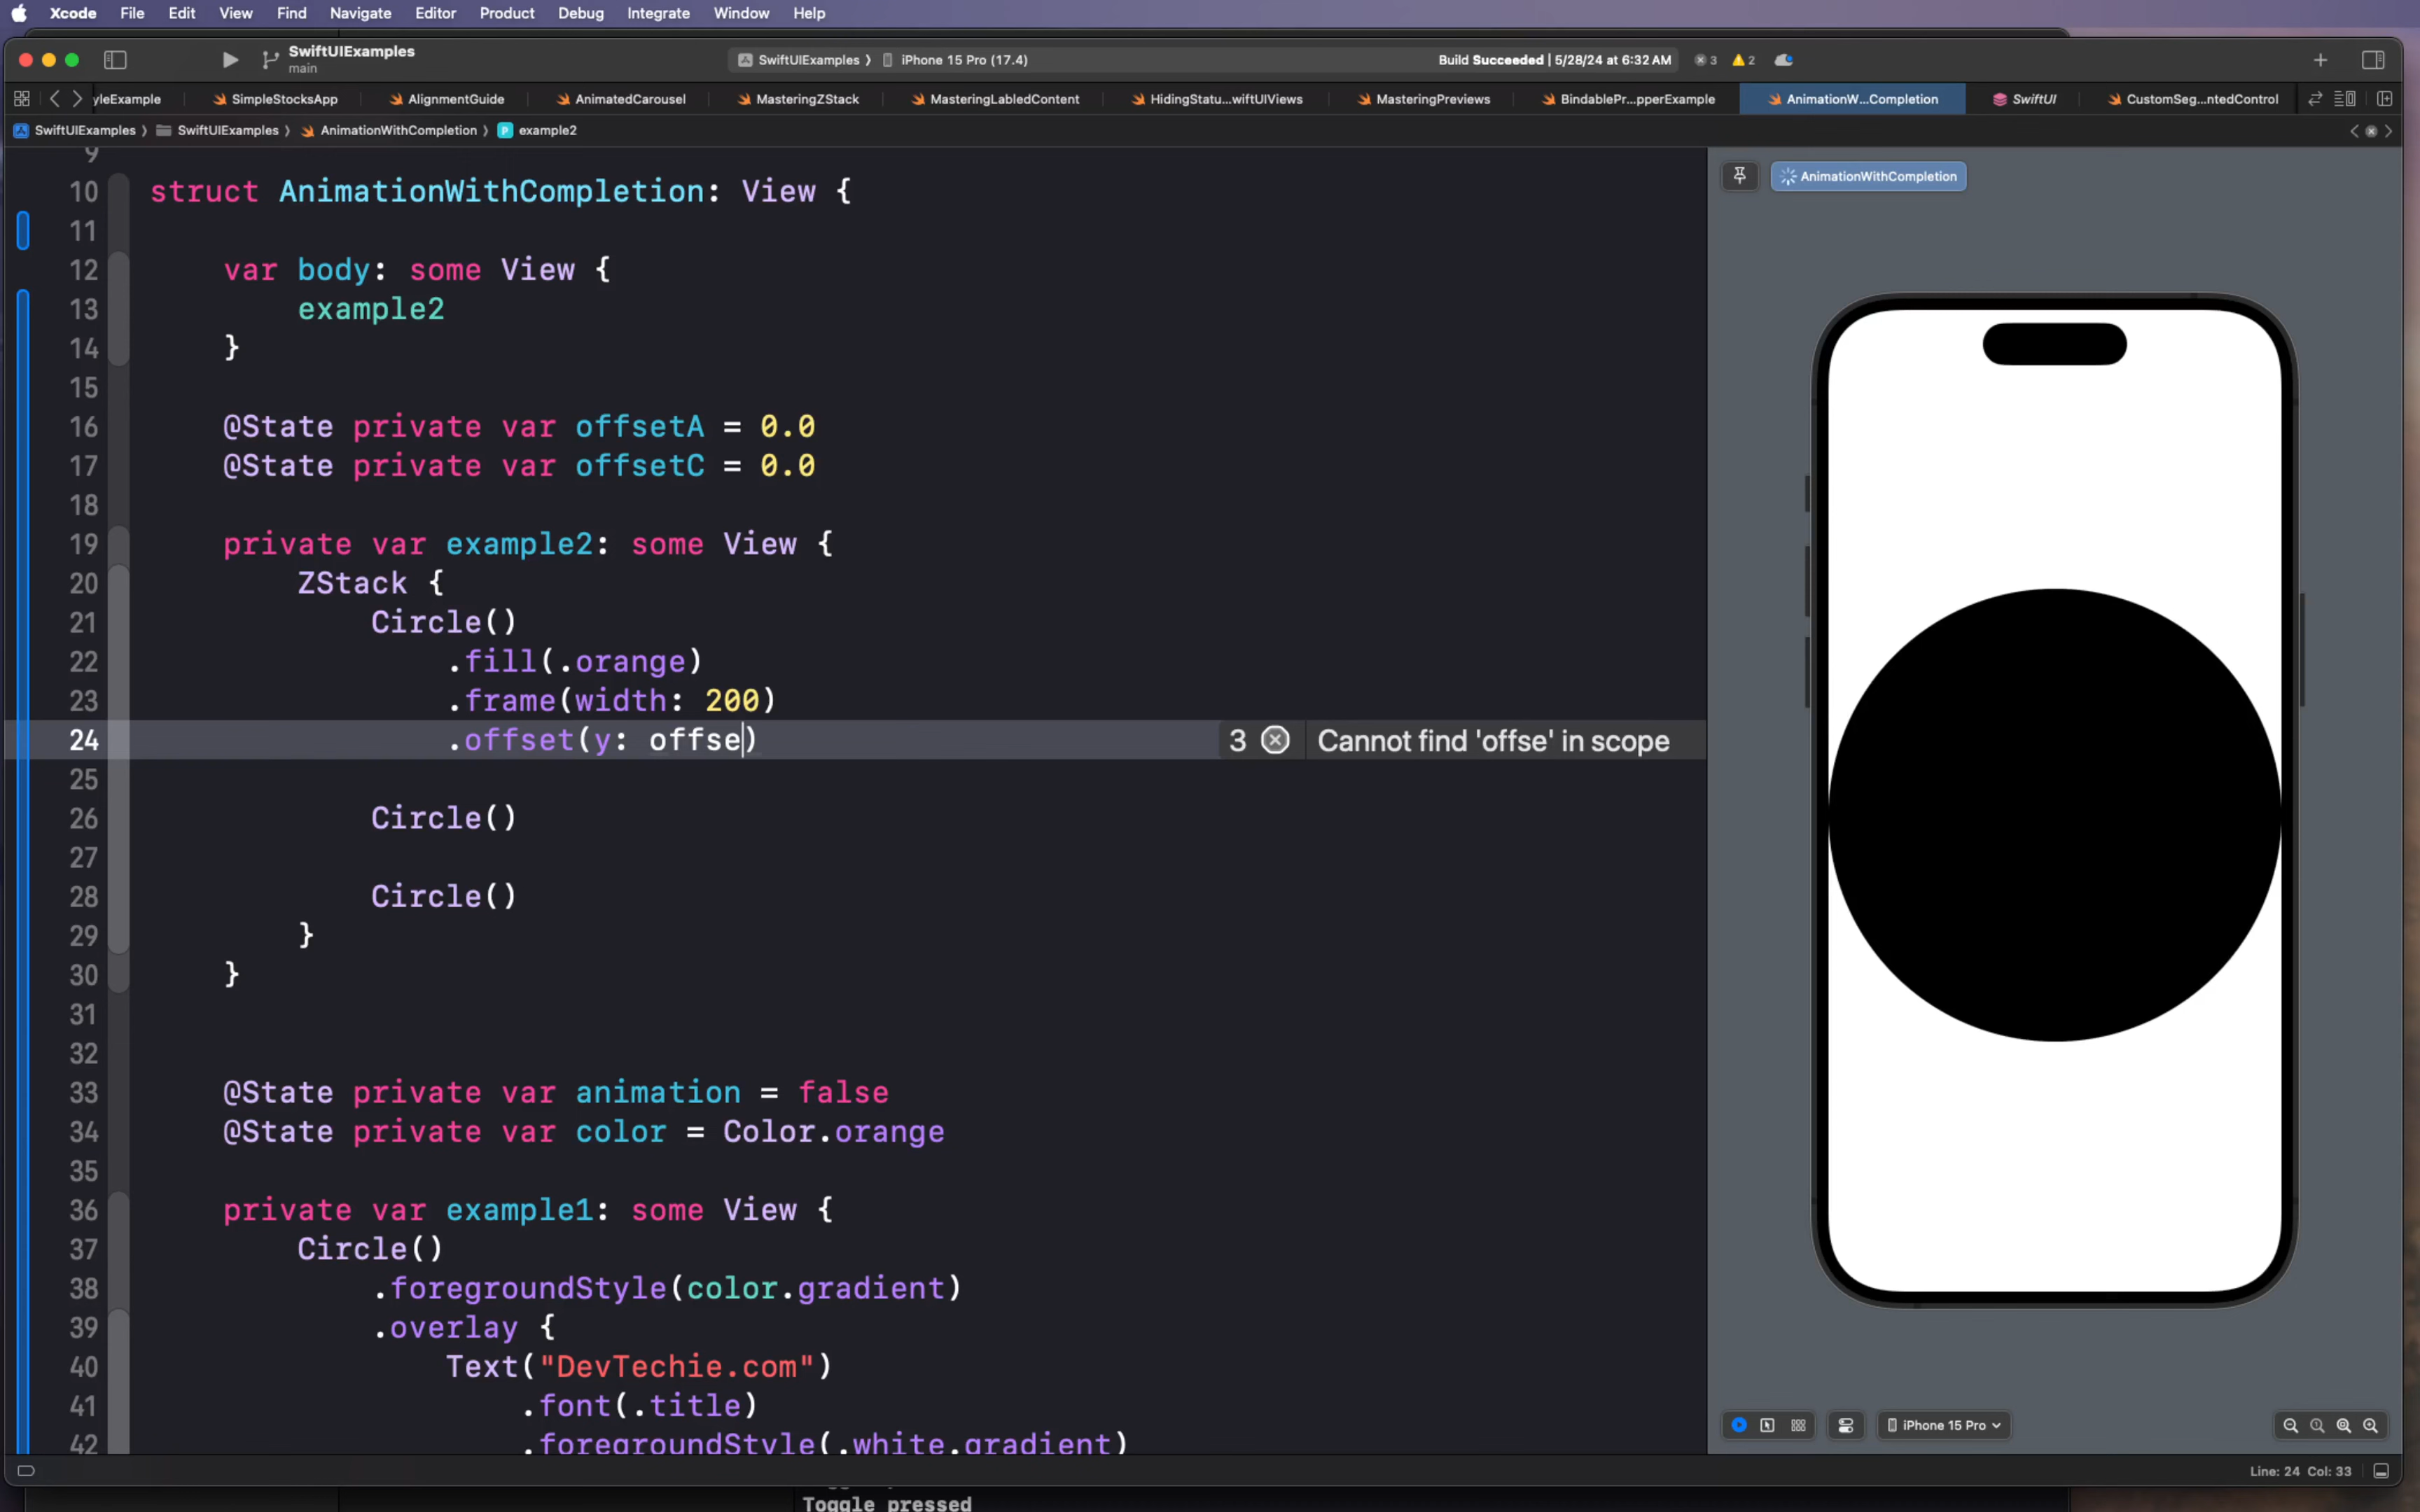 Xcode File Edit View Find Navigate Editor Product Debug Integrate Window Help
SwiftUIExamples
main
SwiftUIExamples 〉 iPhone 15 Pro (17.4)
Build Succeeded | 5/28/24 at 6:32 AM 3 2
yleExample SimpleStocksApp AlignmentGuide AnimatedCarousel MasteringZStack MasteringLabledContent HidingStatu...wiftUIViews MasteringPreviews BindablePr...pperExample AnimationW...Completion SwiftUI CustomSeg...ntedControl
SwiftUIExamples 〉 SwiftUIExamples 〉 AnimationWithCompletion 〉 P example2
9
10 struct AnimationWithCompletion: View {
11
12 var body: some View {
13 example2
14 }
15
16 @State private var offsetA = 0.0
17 @State private var offsetC = 0.0
18
19 private var example2: some View {
20 ZStack {
21 Circle()
22 .fill(.orange)
23 .frame(width: 200)
24 .offset(y: offse) 3 Cannot find 'offse' in scope
25
26 Circle()
27
28 Circle()
29 }
30 }
31
32
33 @State private var animation = false
34 @State private var color = Color.orange
35
36 private var example1: some View {
37 Circle()
38 .foregroundStyle(color.gradient)
39 .overlay {
40 Text("DevTechie.com")
41 .font(.title)
42 .foregroundStyle(.white.gradient)
AnimationWithCompletion
iPhone 15 Pro
Line: 24 Col: 33
Toggle pressed